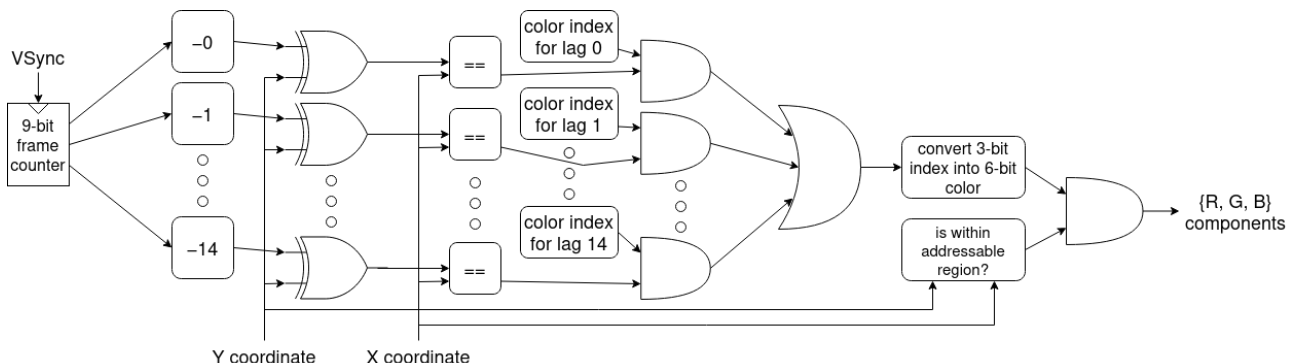 VSync
9-bit
frame
counter
−0
−1
−14
==
==
==
color index
for lag 0
color index
for lag 1
color index
for lag 14
convert 3-bit
index into 6-bit
color
is within
addressable
region?
{R, G, B}
components
Y coordinate
X coordinate